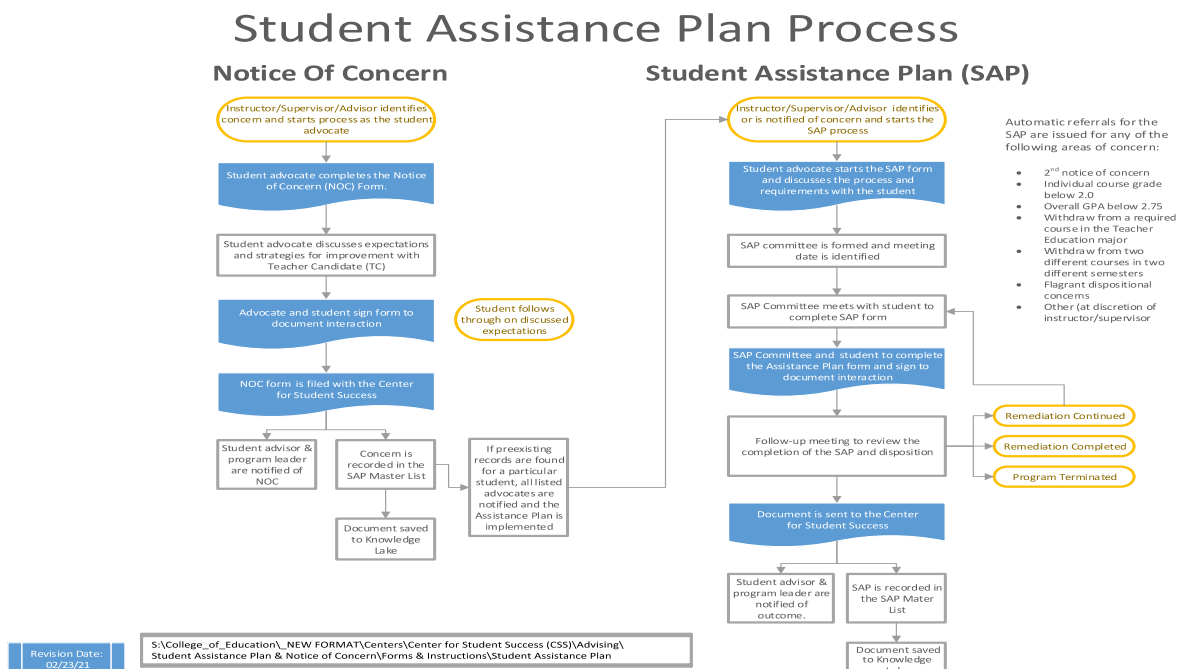 Student Assistance Plan Process
Notice Of Concern
Instructor/Supervisor/Advisor identifies
concern and starts process as the student
advocate
Student advocate completes the Notice
of Concern (NOC) Form.
Student advocate discusses expectations
and strategies for improvement with
Teacher Candidate (TC)
Advocate and student sign form to
document interaction
Student follows
through on discussed
expectations
NOC form is filed with the Center
for Student Success
Student advisor &
program leader
are notified of
NOC
Concern is
recorded in the
SAP Master List
If preexisting
records are found
for a particular
student, all listed
advocates are
notified and the
Assistance Plan is
implemented
Document saved
to Knowledge
Lake
Student Assistance Plan (SAP)
Instructor/Supervisor/Advisor identifies
or is notified of concern and starts the
SAP process
Student advocate starts the SAP form
and discusses the process and
requirements with the student
SAP committee is formed and meeting
date is identified
SAP Committee meets with student to
complete SAP form
SAP Committee and student to complete
the Assistance Plan form and sign to
document interaction
Follow-up meeting to review the
completion of the SAP and disposition
Remediation Continued
Remediation Completed
Program Terminated
Document is sent to the Center
for Student Success
Student advisor &
program leader are
notified of
outcome.
SAP is recorded in
the SAP Mater
List
Document saved
to Knowledge
Automatic referrals for the
SAP are issued for any of the
following areas of concern:
• 2nd notice of concern
• Individual course grade
below 2.0
• Overall GPA below 2.75
• Withdraw from a required
course in the Teacher
Education major
• Withdraw from two
different courses in two
different semesters
• Flagrant dispositional
concerns
• Other (at discretion of
instructor/supervisor
Revision Date:
02/23/21
S:\College_of_Education\_NEW FORMAT\Centers\Center for Student Success (CSS)\Advising\
Student Assistance Plan & Notice of Concern\Forms & Instructions\Student Assistance Plan